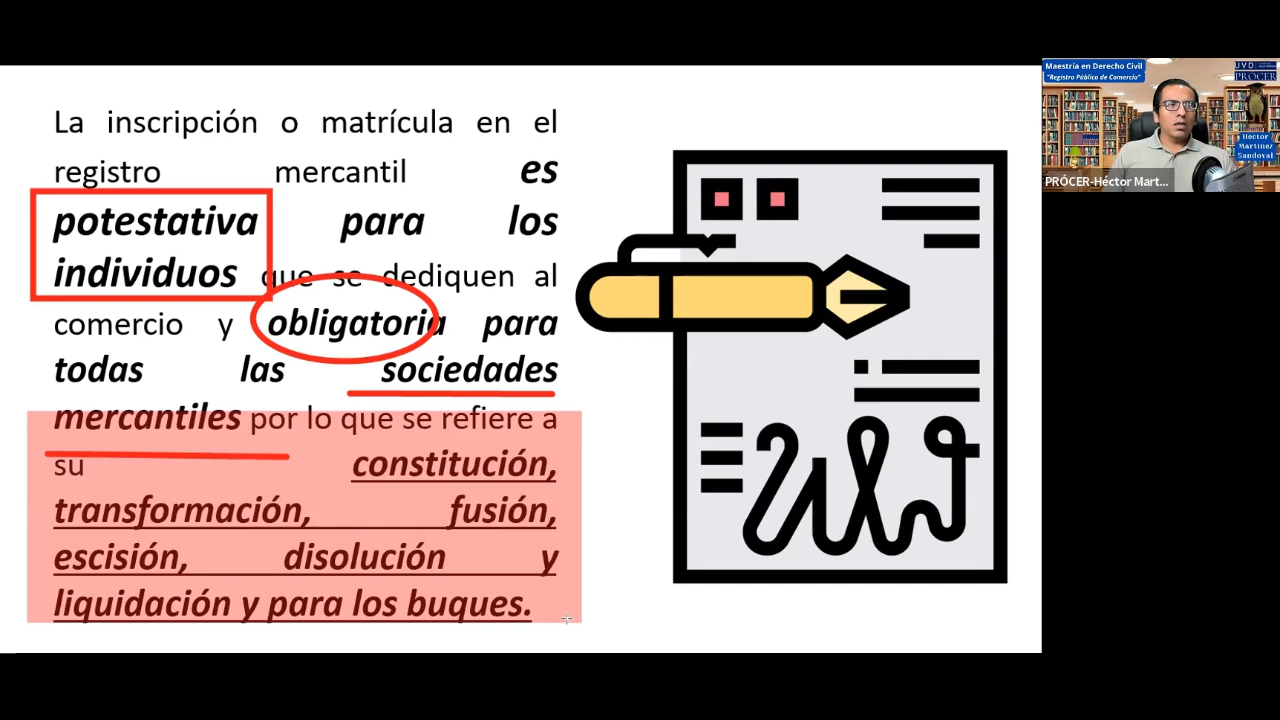 La inscripción o matrícula en el
registro mercantil es
potestativa para los
individuos que se dediquen al
comercio y obligatoria para
todas las sociedades
mercantiles por lo que se refiere a
su constitución,
transformación, fusión,
escisión, disolución y
liquidación y para los buques.
Maestría en Derecho Civil
"Registro Público de Comercio"
UVD
PRÓCER
Héctor
Martínez
Sandoval
PRÓCER-Héctor Mart...